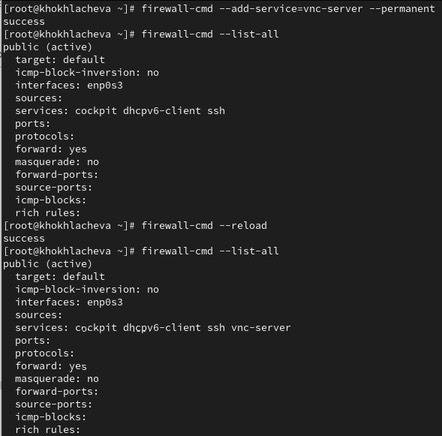 [root@khokhlacheva ~]# firewall-cmd --add-service=vnc-server --permanent
success
[root@khokhlacheva ~]# firewall-cmd --list-all
public (active)
  target: default
  icmp-block-inversion: no
  interfaces: enp0s3
  sources:
  services: cockpit dhcpv6-client ssh
  ports:
  protocols:
  forward: yes
  masquerade: no
  forward-ports:
  source-ports:
  icmp-blocks:
  rich rules:
[root@khokhlacheva ~]# firewall-cmd --reload
success
[root@khokhlacheva ~]# firewall-cmd --list-all
public (active)
  target: default
  icmp-block-inversion: no
  interfaces: enp0s3
  sources:
  services: cockpit dhcpv6-client ssh vnc-server
  ports:
  protocols:
  forward: yes
  masquerade: no
  forward-ports:
  source-ports:
  icmp-blocks:
  rich rules: